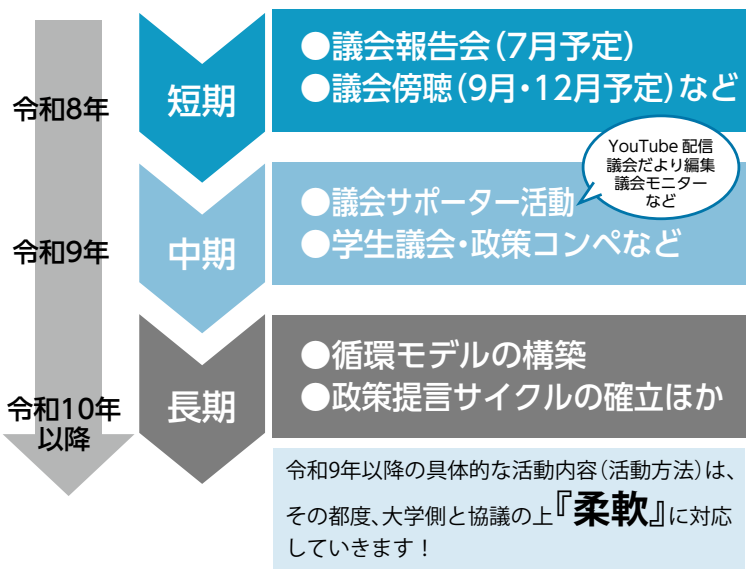 令和8年
短期
●議会報告会(7月予定)
●議会傍聴(9月・12月予定)など
YouTube 配信
議会だより編集
議会モニター
など
令和9年
中期
●議会サポーター活動
●学生議会・政策コンペなど
令和10年
以降
長期
●循環モデルの構築
●政策提言サイクルの確立ほか
令和9年以降の具体的な活動内容(活動方法)は、
その都度、大学側と協議の上『柔軟』に対応
していきます！